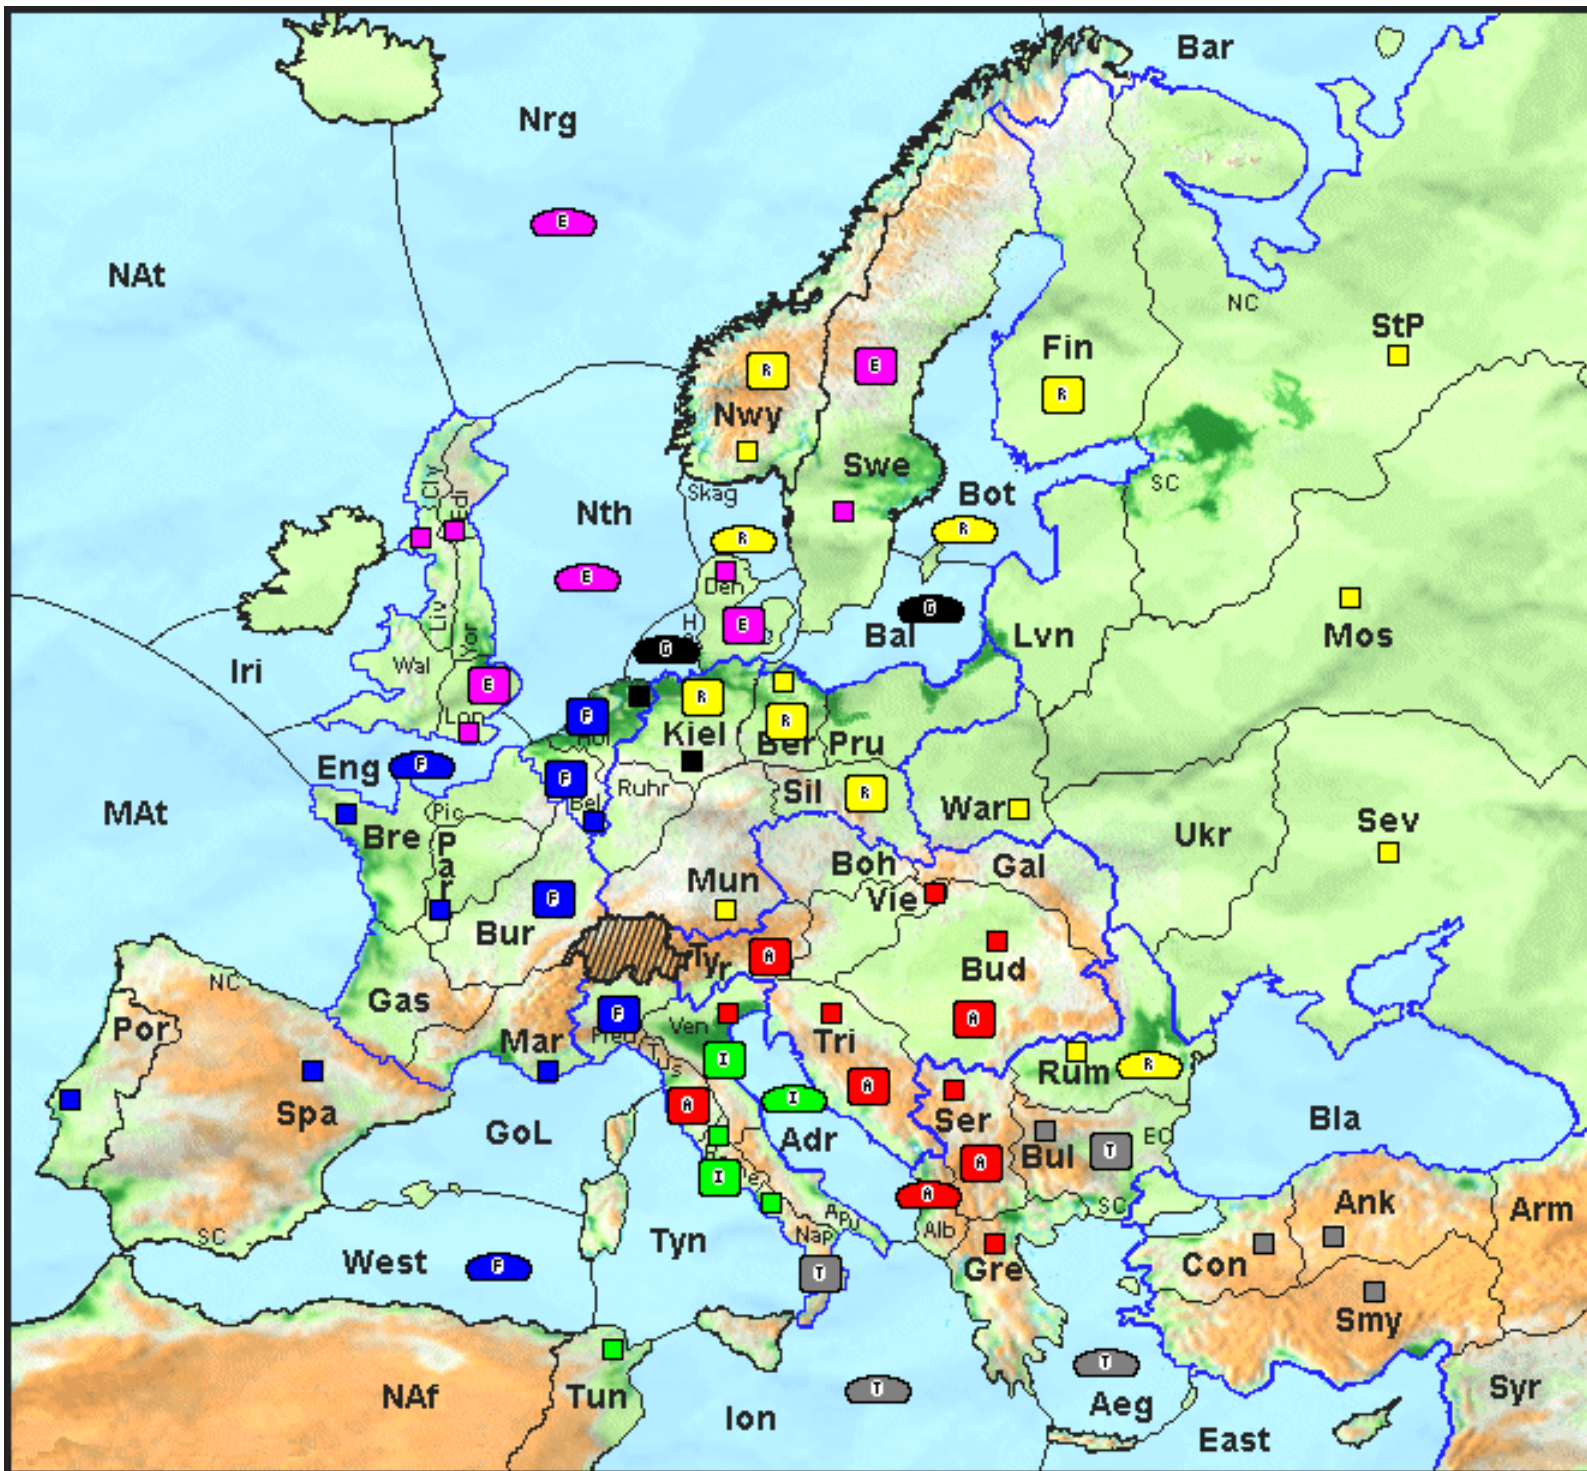 Bar
Nrg
E
NAt
NC
StP
Fin
R
E
R
Nwy
Swe
Cly
Edi
Skag
Bot
SC
Nth
R
R
E
Den
G
Mos
Lvn
Bal
E
H
G
Liv
Yor
Wal
Iri
E
R
Lon
F
Kiel
R
Ber
Pru
Eng
F
F
Ruhr
Sil
R
Bel
Pic
War
MAt
Bre
Par
Ukr
Sev
Boh
Gal
Mun
Vie
F
Bur
Tyr
A
Bud
NC
Gas
F
Ven
A
Por
Mar
Pied
Tri
Tus
I
Rum
R
A
I
A
Spa
GoL
Adr
Ser
Bla
Bul
T
EC
A
I
A
Ank
Arm
SC
Apu
Alb
SC
Tyn
Nap
West
F
T
Gre
Con
Smy
T
NAf
Tun
T
Ion
Aeg
Syr
East